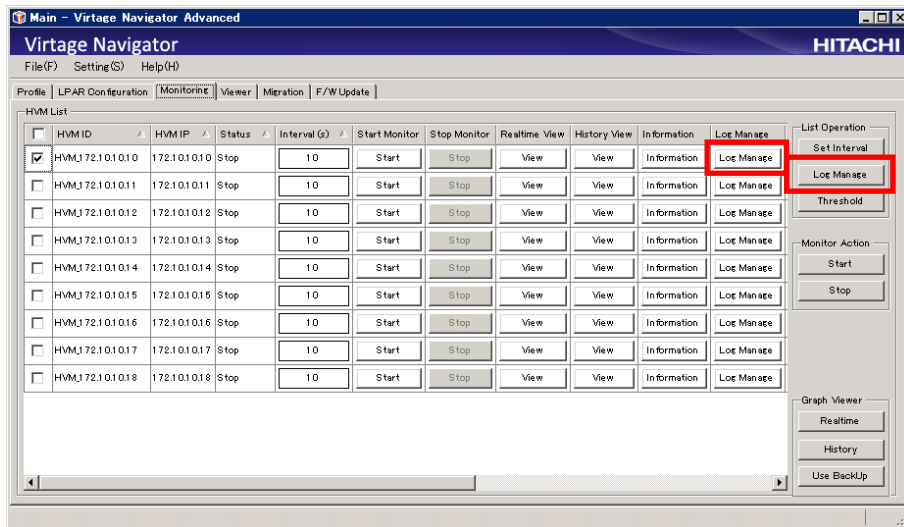 Main - Virtage Navigator Advanced
Virtage Navigator HITACHI
File(F) Setting(S) Help(H)
Profile LPAR Configuration Monitoring Viewer Migration F/W Update
HVM List
HVM ID HVM IP Status Interval (s) Start Monitor Stop Monitor Realtime View History View Information Log Manage
HVM_172.10.10.10 172.10.10.10 Stop 10 Start Stop View View Information Log Manage
HVM_172.10.10.11 172.10.10.11 Stop 10 Start Stop View View Information Log Manage
HVM_172.10.10.12 172.10.10.12 Stop 10 Start Stop View View Information Log Manage
HVM_172.10.10.13 172.10.10.13 Stop 10 Start Stop View View Information Log Manage
HVM_172.10.10.14 172.10.10.14 Stop 10 Start Stop View View Information Log Manage
HVM_172.10.10.15 172.10.10.15 Stop 10 Start Stop View View Information Log Manage
HVM_172.10.10.16 172.10.10.16 Stop 10 Start Stop View View Information Log Manage
HVM_172.10.10.17 172.10.10.17 Stop 10 Start Stop View View Information Log Manage
HVM_172.10.10.18 172.10.10.18 Stop 10 Start Stop View View Information Log Manage
List Operation
Set Interval
Log Manage
Threshold
Monitor Action
Start
Stop
Graph Viewer
Realtime
History
Use BackUp